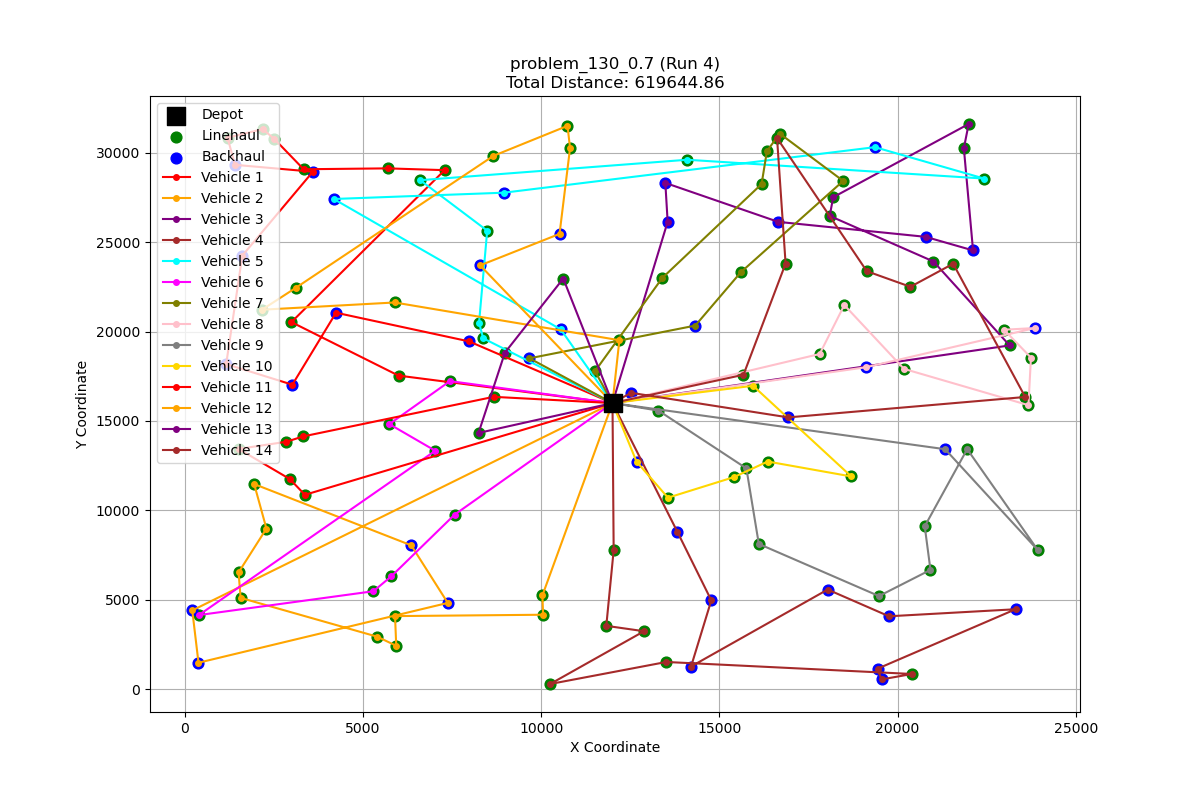 problem_130_0.7 (Run 4)
Total Distance: 619644.86
Depot
Linehaul
Backhaul
Vehicle 1
Vehicle 2
Vehicle 3
Vehicle 4
Vehicle 5
Vehicle 6
Vehicle 7
Vehicle 8
Vehicle 9
Vehicle 10
Vehicle 11
Vehicle 12
Vehicle 13
Vehicle 14
30000
25000
20000
15000
10000
5000
0
Y Coordinate
0 5000 10000 15000 20000 25000
X Coordinate